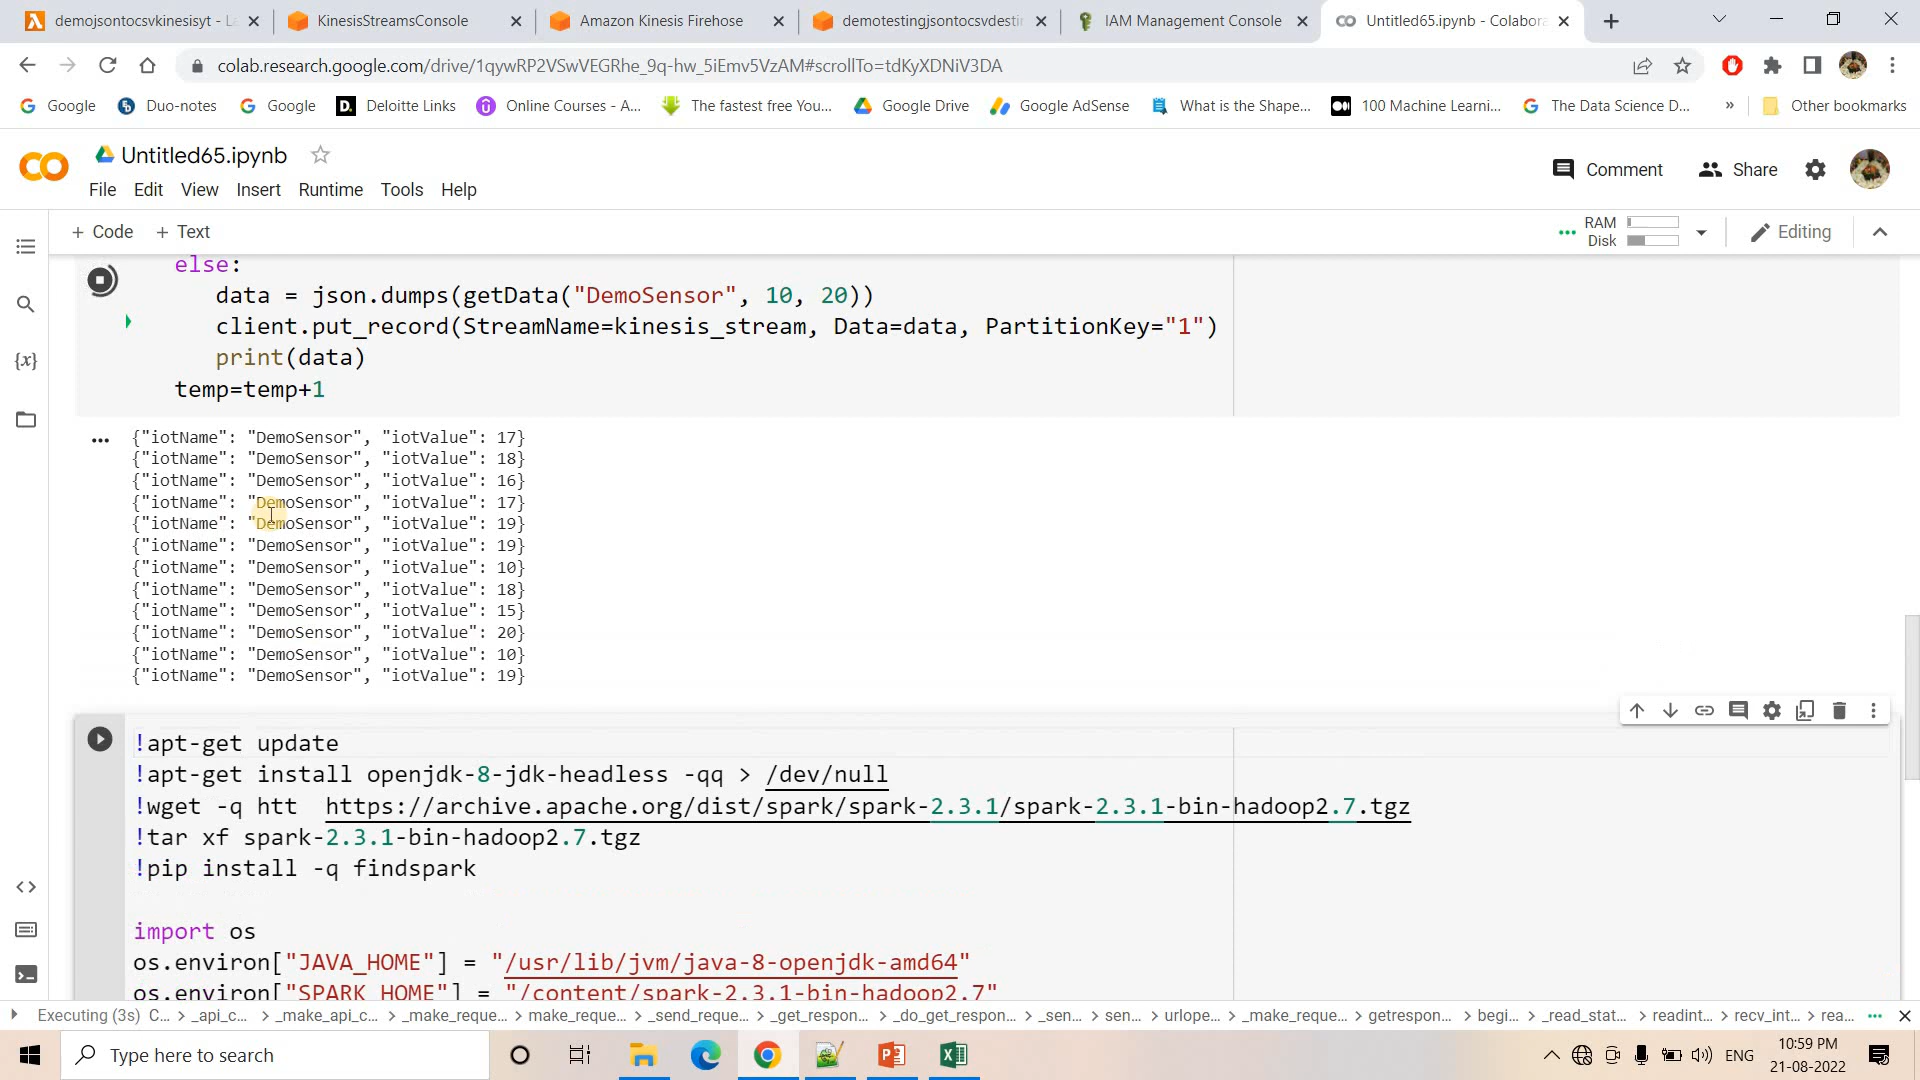 demojsontocsvkinesisyt - La
KinesisStreamsConsole
Amazon Kinesis Firehose
demotestingjsontocsvdestin
IAM Management Console
Untitled65.ipynb - Colabora
colab.research.google.com/drive/1qywRP2VSwVEGRhe_9q-hw_5iEmv5VzAM#scrollTo=tdKyXDNiV3DA
Google
Duo-notes
Google
Deloitte Links
Online Courses - A...
The fastest free You...
Google Drive
Google AdSense
What is the Shape...
100 Machine Learni...
The Data Science D...
»
Other bookmarks
Untitled65.ipynb
File Edit View Insert Runtime Tools Help
Comment
Share
+ Code + Text
RAM
Disk
Editing
else:
data = json.dumps(getData("DemoSensor", 10, 20))
client.put_record(StreamName=kinesis_stream, Data=data, PartitionKey="1")
print(data)
temp=temp+1
{"iotName": "DemoSensor", "iotValue": 17}
{"iotName": "DemoSensor", "iotValue": 18}
{"iotName": "DemoSensor", "iotValue": 16}
{"iotName": "DemoSensor", "iotValue": 17}
{"iotName": "DemoSensor", "iotValue": 19}
{"iotName": "DemoSensor", "iotValue": 19}
{"iotName": "DemoSensor", "iotValue": 10}
{"iotName": "DemoSensor", "iotValue": 18}
{"iotName": "DemoSensor", "iotValue": 15}
{"iotName": "DemoSensor", "iotValue": 20}
{"iotName": "DemoSensor", "iotValue": 10}
{"iotName": "DemoSensor", "iotValue": 19}
!apt-get update
!apt-get install openjdk-8-jdk-headless -qq > /dev/null
!wget -q htt  https://archive.apache.org/dist/spark/spark-2.3.1/spark-2.3.1-bin-hadoop2.7.tgz
!tar xf spark-2.3.1-bin-hadoop2.7.tgz
!pip install -q findspark
import os
os.environ["JAVA_HOME"] = "/usr/lib/jvm/java-8-openjdk-amd64"
os.environ["SPARK_HOME"] = "/content/spark-2.3.1-bin-hadoop2.7"
Executing (3s) C... > _api_c... > _make_api_c... > _make_reque... > make_reque... > _send_reque... > _get_respon... > _do_get_respon... > _sen... > sen... > urlope... > _make_reque... > getrespon... > begi... > _read_stat... > readint... > recv_int... > rea...
Type here to search
ENG
10:59 PM
21-08-2022